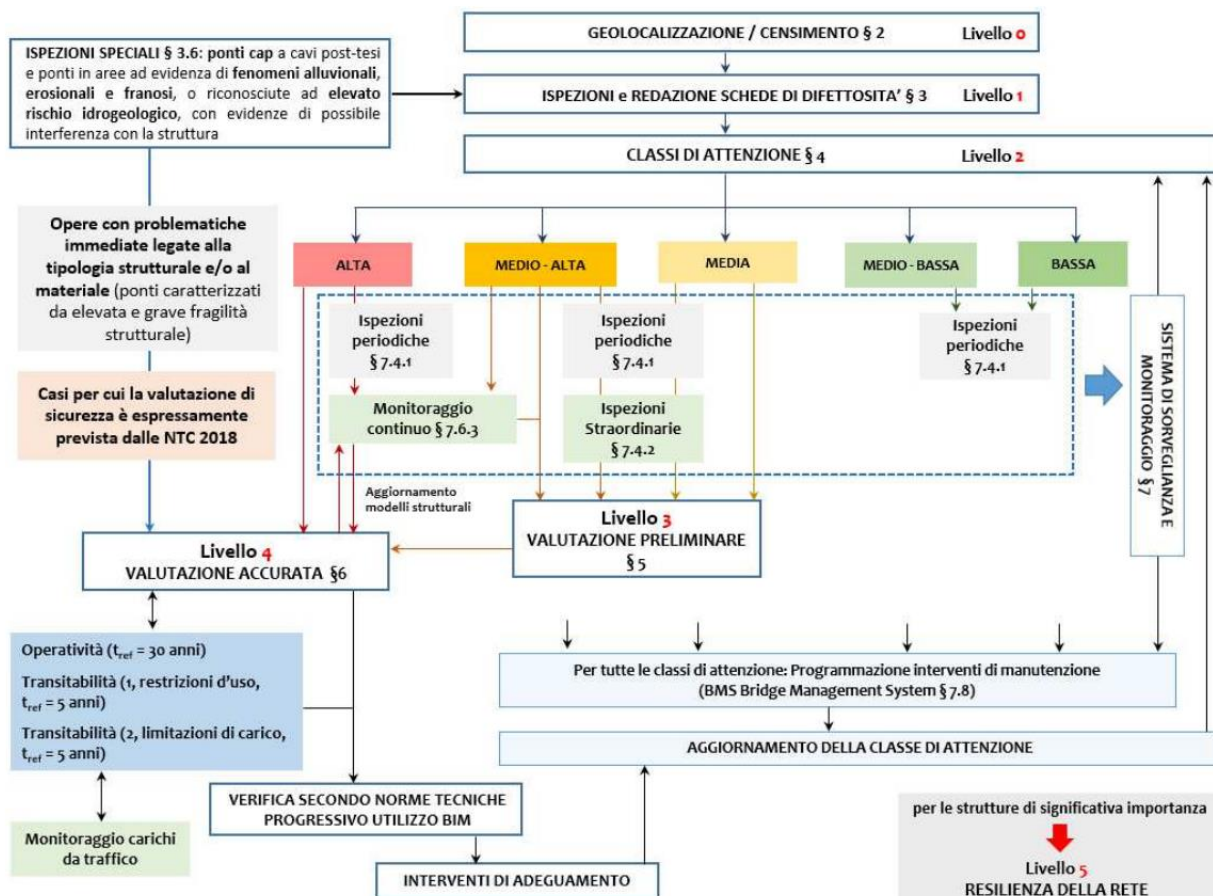 ISPEZIONI SPECIALI § 3.6: ponti cap a cavi post-tesi
e ponti in aree ad evidenza di fenomeni alluvionali,
erosionali e franosi, o riconosciute ad elevato
rischio idrogeologico, con evidenze di possibile
interferenza con la struttura
GEOLOCALIZZAZIONE / CENSIMENTO § 2 Livello 0
ISPEZIONI e REDAZIONE SCHEDE DI DIFETTOSITA’ § 3 Livello 1
CLASSI DI ATTENZIONE § 4 Livello 2
Opere con problematiche
immediate legate alla
tipologia strutturale e/o al
materiale (ponti caratterizzati
da elevata e grave fragilità
strutturale)
Casi per cui la valutazione di
sicurezza è espressamente
prevista dalle NTC 2018
ALTA
MEDIO - ALTA
MEDIA
MEDIO - BASSA
BASSA
Ispezioni
periodiche
§ 7.4.1
Ispezioni
periodiche
§ 7.4.1
Ispezioni
periodiche
§ 7.4.1
Monitoraggio
continuo § 7.6.3
Ispezioni
Straordinarie
§ 7.4.2
SISTEMA DI SORVEGLIANZA E
MONITORAGGIO § 7
Aggiornamento
modelli strutturali
Livello 3
VALUTAZIONE PRELIMINARE
§ 5
Livello 4
VALUTAZIONE ACCURATA §6
Operatività (tref = 30 anni)
Transitabilità (1, restrizioni d’uso,
tref = 5 anni)
Transitabilità (2, limitazioni di carico,
tref = 5 anni)
Per tutte le classi di attenzione: Programmazione interventi di manutenzione
(BMS Bridge Management System § 7.8)
AGGIORNAMENTO DELLA CLASSE DI ATTENZIONE
VERIFICA SECONDO NORME TECNICHE
PROGRESSIVO UTILIZZO BIM
Monitoraggio carichi
da traffico
INTERVENTI DI ADEGUAMENTO
per le strutture di significativa importanza
Livello 5
RESILIENZA DELLA RETE